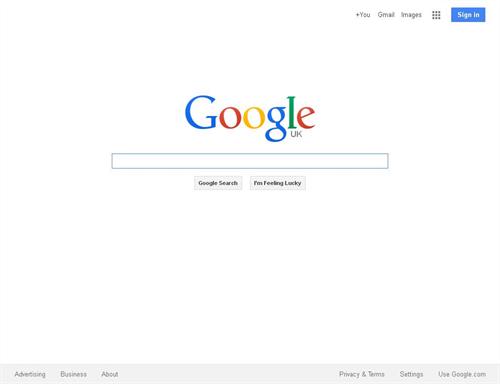 +You Gmail Images Sign in
Google
UK
Google Search I'm Feeling Lucky
Advertising Business About Privacy & Terms Settings Use Google.com